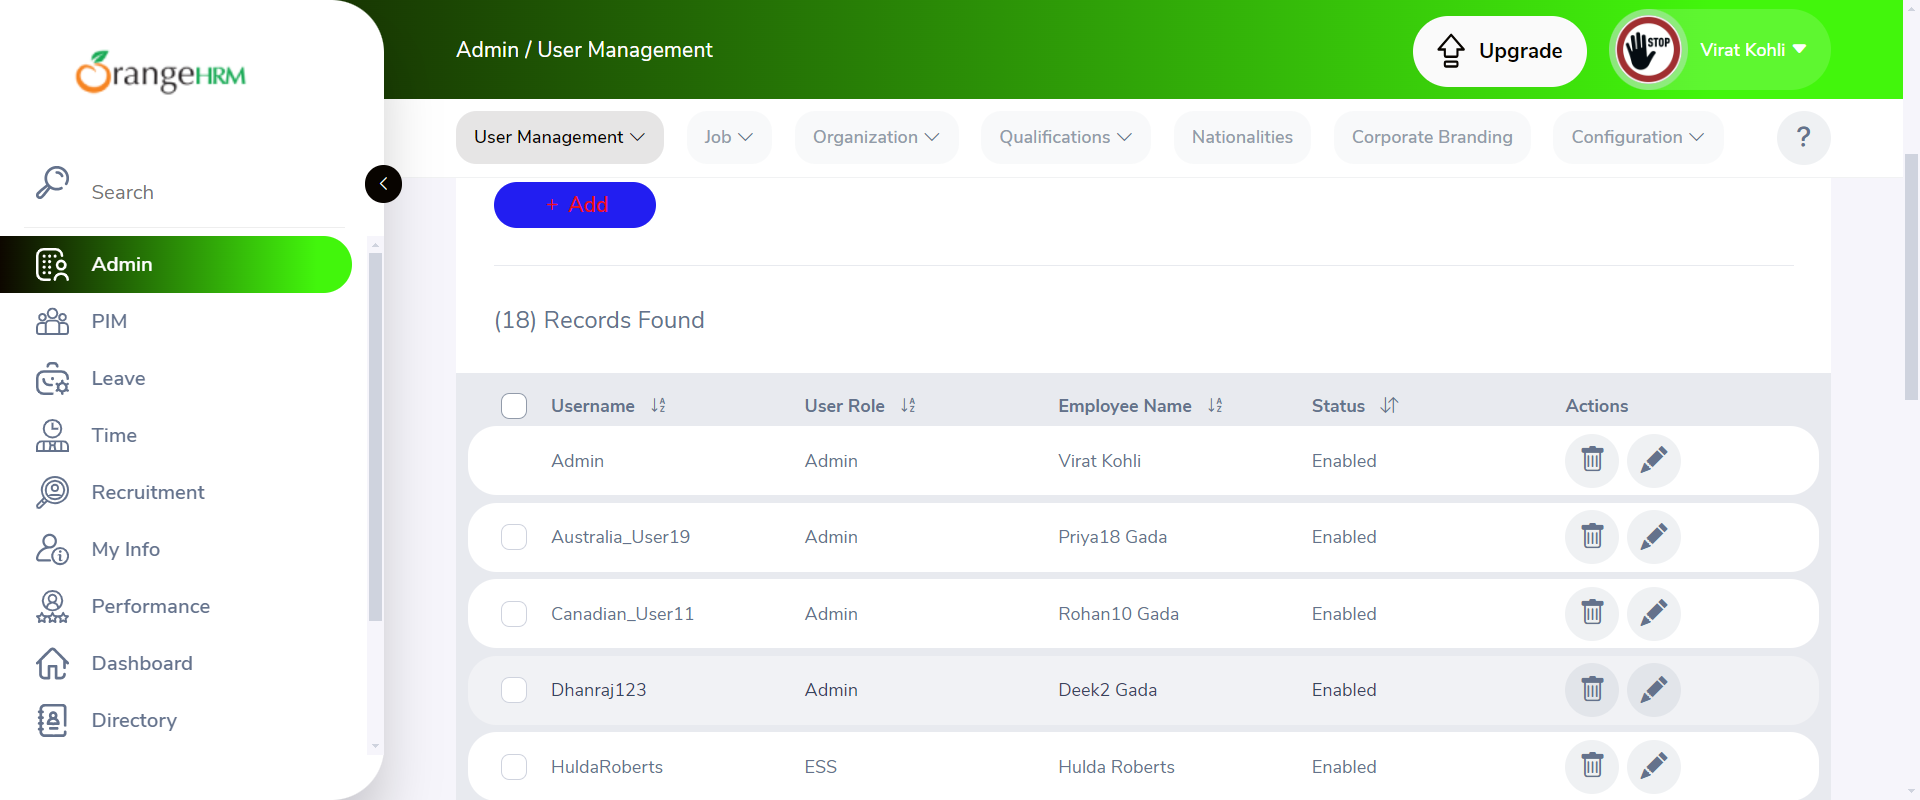 OrangeHRM
Admin / User Management
Upgrade
STOP
Virat Kohli
User Management
Job
Organization
Qualifications
Nationalities
Corporate Branding
Configuration
?
Search
Admin
PIM
Leave
Time
Recruitment
My Info
Performance
Dashboard
Directory
+ Add
(18) Records Found
Username
User Role
Employee Name
Status
Actions
Admin Admin Virat Kohli Enabled
Australia_User19 Admin Priya18 Gada Enabled
Canadian_User11 Admin Rohan10 Gada Enabled
Dhanraj123 Admin Deek2 Gada Enabled
HuldaRoberts ESS Hulda Roberts Enabled